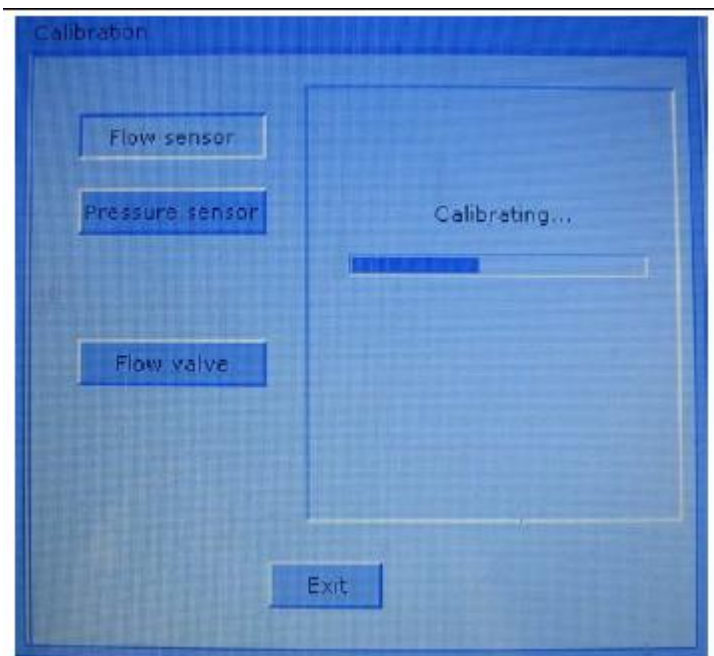 Calibration
Flow sensor
Pressure sensor
Calibrating...
Flow valve
Exit